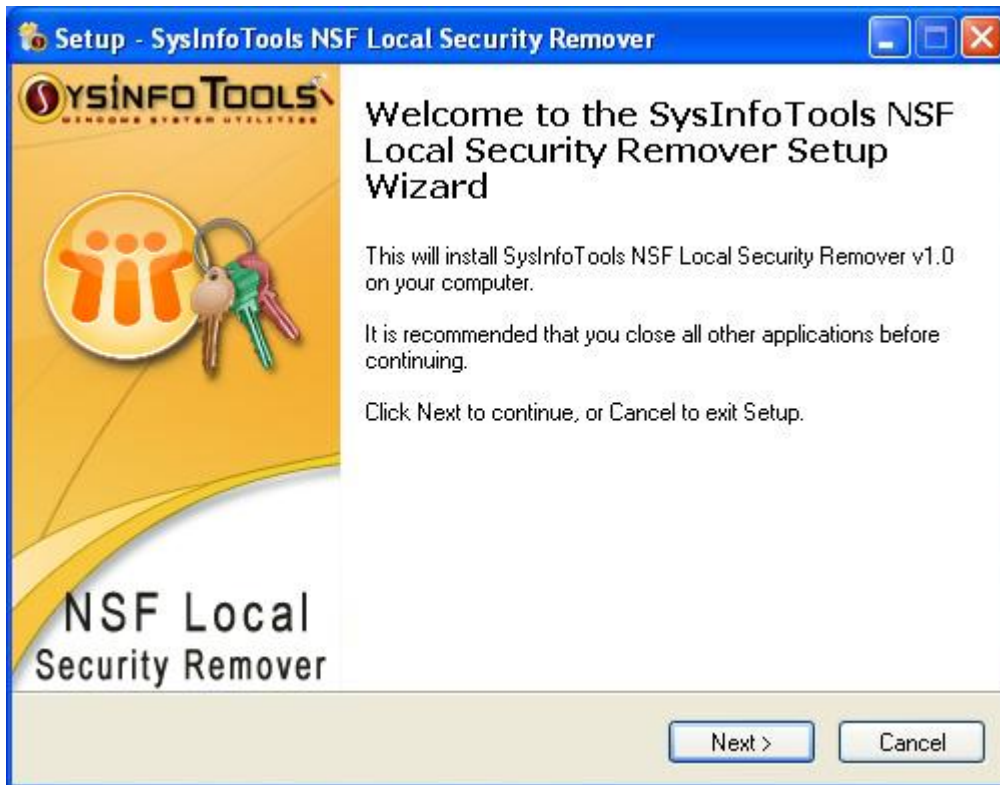 Setup - SysInfoTools NSF Local Security Remover
SYSINFO TOOLS
WINDOWS SYSTEM UTILITIES
Welcome to the SysInfoTools NSF
Local Security Remover Setup
Wizard
This will install SysInfoTools NSF Local Security Remover v1.0
on your computer.
It is recommended that you close all other applications before
continuing.
Click Next to continue, or Cancel to exit Setup.
NSF Local
Security Remover
Next >
Cancel